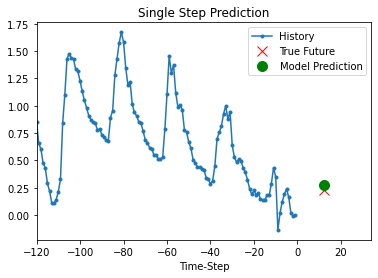 Single Step Prediction
1.75
1.50
1.25
1.00
0.75
0.50
0.25
0.00
History
True Future
Model Prediction
−120 −100 −80 −60 −40 −20 0 20
Time-Step